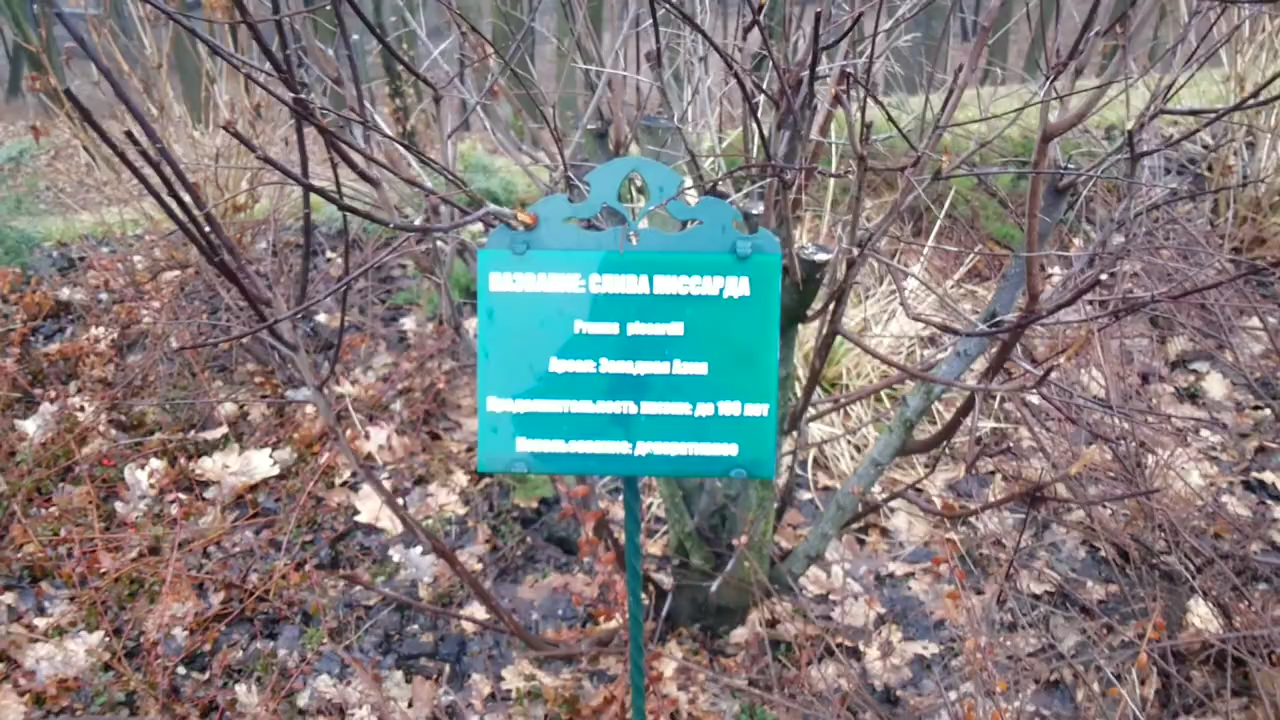 НАЗВАНИЕ: СЛИВА ПИССАРДА
Prunus pissardii
Ареал: Западная Азия
Продолжительность жизни: до 100 лет
Использование: декоративное